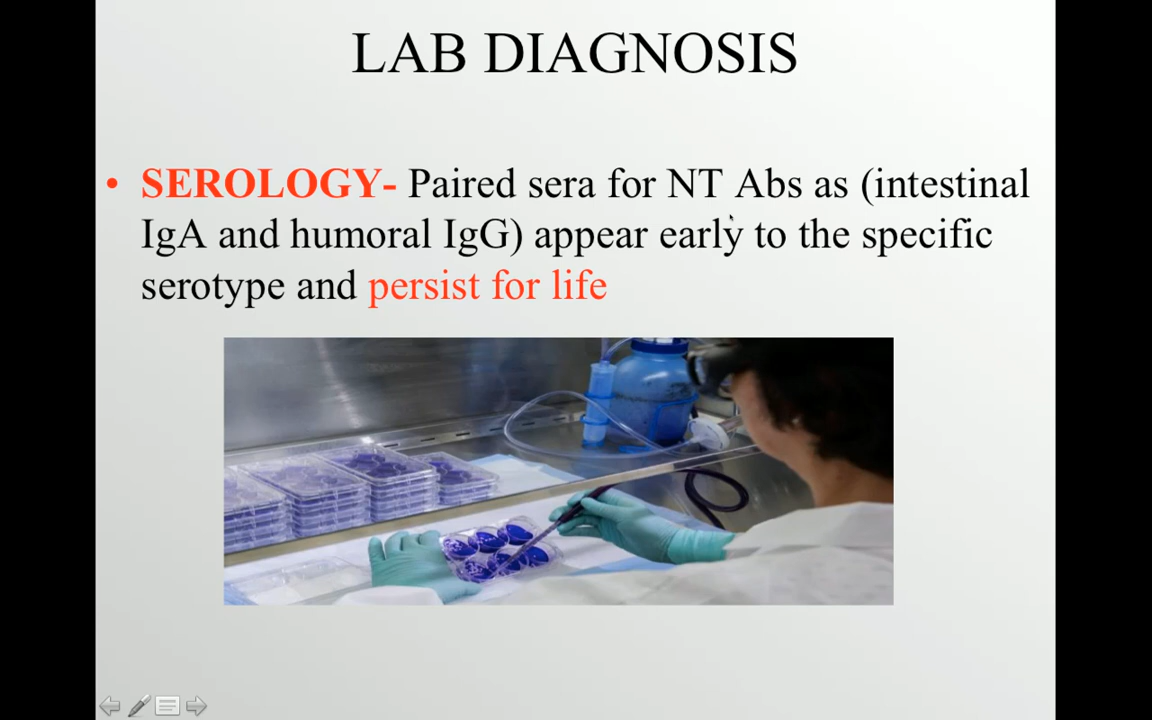 LAB DIAGNOSIS
• SEROLOGY- Paired sera for NT Abs as (intestinal
IgA and humoral IgG) appear early to the specific
serotype and persist for life